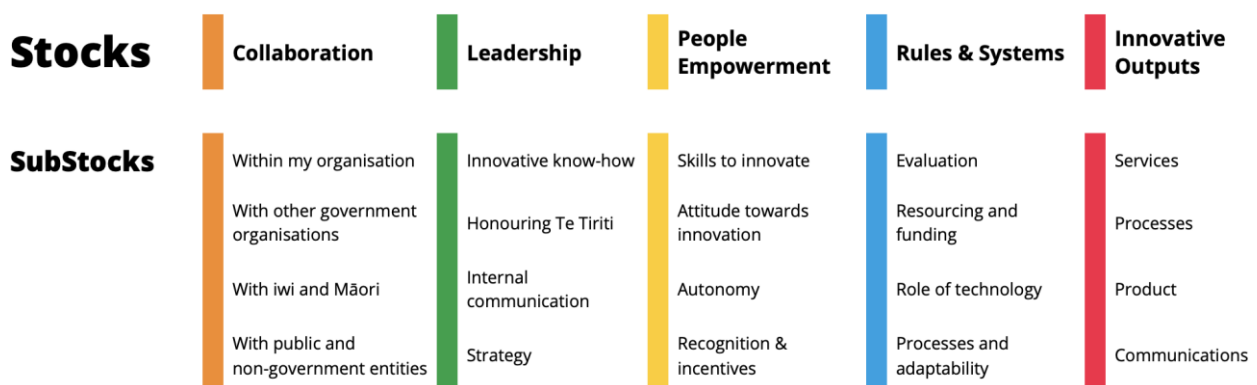 Stocks
Collaboration
Leadership
People
Empowerment
Rules & Systems
Innovative
Outputs
SubStocks
Within my organisation
With other government
organisations
With iwi and Māori
With public and
non-government entities
Innovative know-how
Honouring Te Tiriti
Internal
communication
Strategy
Skills to innovate
Attitude towards
innovation
Autonomy
Recognition &
incentives
Evaluation
Resourcing and
funding
Role of technology
Processes and
adaptability
Services
Processes
Product
Communications